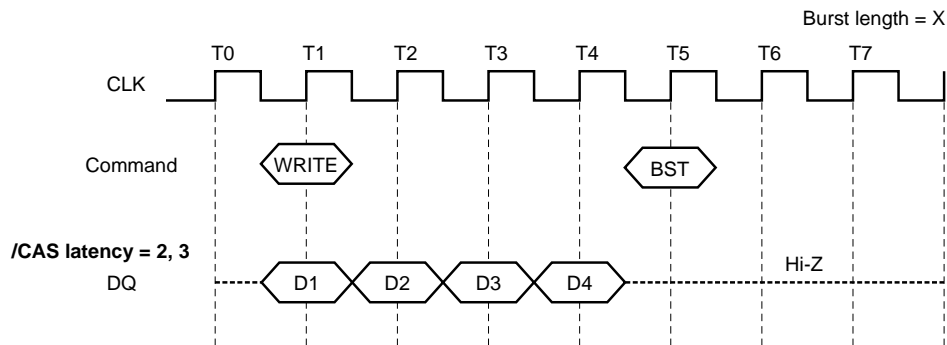 Burst length = X
T0 T1 T2 T3 T4 T5 T6 T7
CLK
Command WRITE BST
/CAS latency = 2, 3
Hi-Z
DQ D1 D2 D3 D4